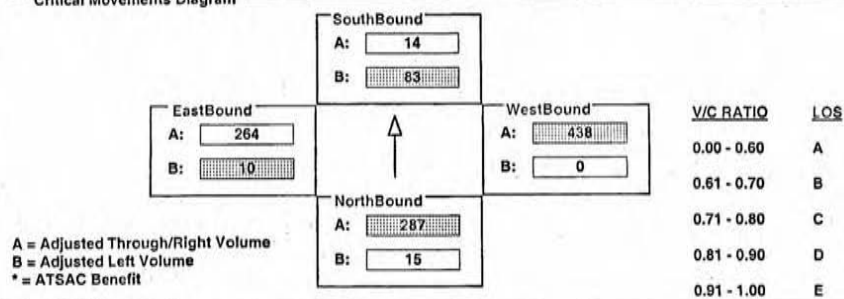 Critical Movements Diagram
SouthBound
A: 14
B: 83
EastBound
A: 264
B: 10
WestBound
A: 438
B: 0
NorthBound
A: 287
B: 15
A = Adjusted Through/Right Volume
B = Adjusted Left Volume
* = ATSAC Benefit
V/C RATIO LOS
0.00 - 0.60 A
0.61 - 0.70 B
0.71 - 0.80 C
0.81 - 0.90 D
0.91 - 1.00 E